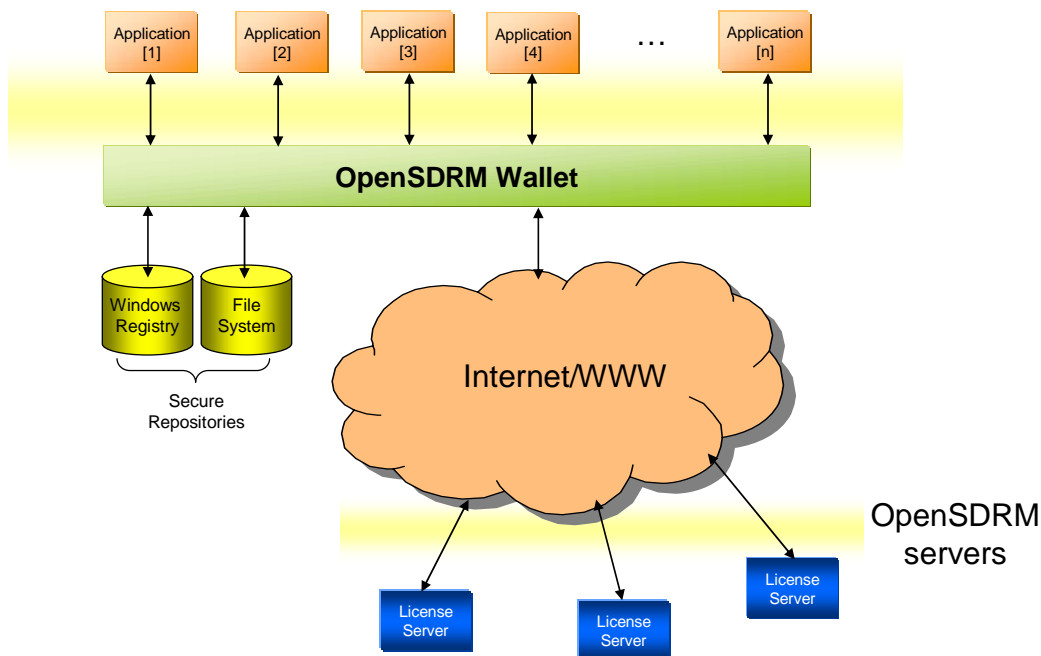 Application
[1]
Application
[2]
Application
[3]
Application
[4]
...
Application
[n]
OpenSDRM Wallet
Windows
Registry
File
System
Secure
Repositories
Internet/WWW
OpenSDRM
servers
License
Server
License
Server
License
Server